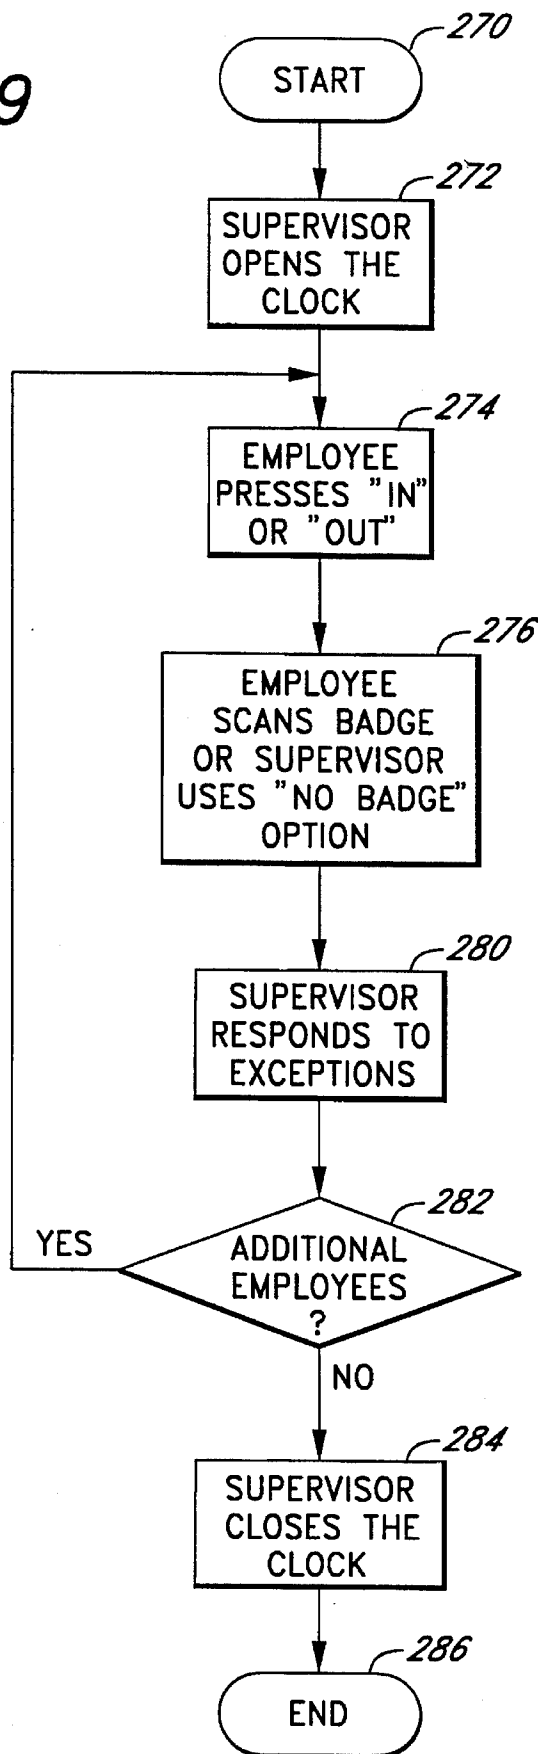 9
270
START
272
SUPERVISOR
OPENS THE
CLOCK
274
EMPLOYEE
PRESSES "IN"
OR "OUT"
276
EMPLOYEE
SCANS BADGE
OR SUPERVISOR
USES "NO BADGE"
OPTION
280
SUPERVISOR
RESPONDS TO
EXCEPTIONS
282
YES
ADDITIONAL
EMPLOYEES
?
NO
284
SUPERVISOR
CLOSES THE
CLOCK
286
END